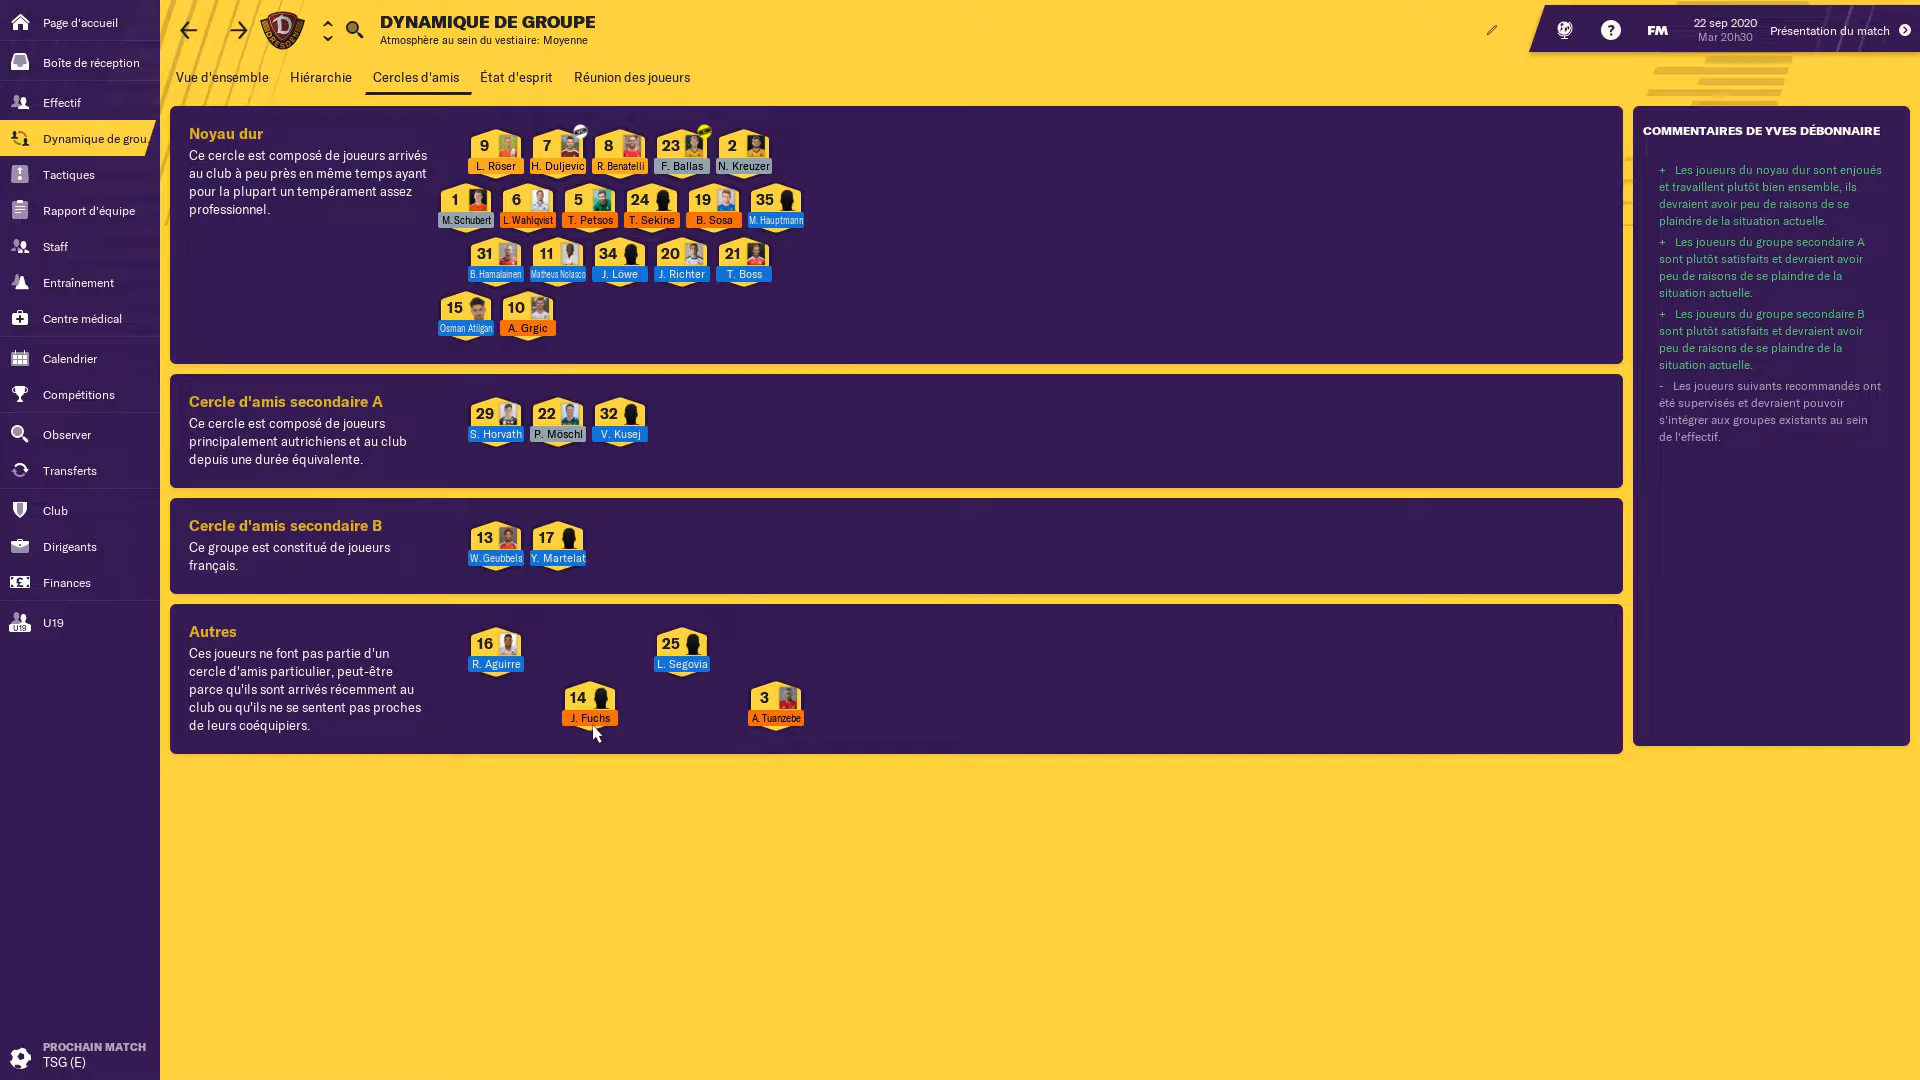 Page d'accueil
Boîte de réception
Effectif
Dynamique de grou
Tactiques
Rapport d'équipe
Staff
Entraînement
Centre médical
Calendrier
Compétitions
Observer
Transferts
Club
Dirigeants
Finances
U19
U19
PROCHAIN MATCH
TSG (E)
DYNAMIQUE DE GROUPE
Atmosphère au sein du vestiaire: Moyenne
FM
22 sep 2020
Mar 20h30
Présentation du match
Vue d'ensemble Hiérarchie Cercles d'amis État d'esprit Réunion des joueurs
Noyau dur
Ce cercle est composé de joueurs arrivés
au club à peu près en même temps ayant
pour la plupart un tempérament assez
professionnel.
9 7 8 23 2
L. Röser H. Duljevic R. Benatelli F. Ballas N. Kreuzer
1 6 5 24 19 35
M. Schubert L. Wahlqvist T. Petsos T. Sekine B. Sosa M. Hauptmann
31 11 34 20 21
B. Hamalainen Matheus Nolasco J. Löwe J. Richter T. Boss
15 10
Osman Atilgan A. Grgic
Cercle d'amis secondaire A
Ce cercle est composé de joueurs
principalement autrichiens et au club
depuis une durée équivalente.
29 22 32
S. Horvath P. Möschl V. Kusej
Cercle d'amis secondaire B
Ce groupe est constitué de joueurs
français.
13 17
W. Geubbels Y. Martelat
Autres
Ces joueurs ne font pas partie d'un
cercle d'amis particulier, peut-être
parce qu'ils sont arrivés récemment au
club ou qu'ils ne se sentent pas proches
de leurs coéquipiers.
16 25
R. Aguirre L. Segovia
14 3
J. Fuchs A. Tuanzebe
COMMENTAIRES DE YVES DÉBONNAIRE
+ Les joueurs du noyau dur sont enjoués
et travaillent plutôt bien ensemble, ils
devraient avoir peu de raisons de se
plaindre de la situation actuelle.
+ Les joueurs du groupe secondaire A
sont plutôt satisfaits et devraient avoir
peu de raisons de se plaindre de la
situation actuelle.
+ Les joueurs du groupe secondaire B
sont plutôt satisfaits et devraient avoir
peu de raisons de se plaindre de la
situation actuelle.
- Les joueurs suivants recommandés ont
été supervisés et devraient pouvoir
s'intégrer aux groupes existants au sein
de l'effectif.